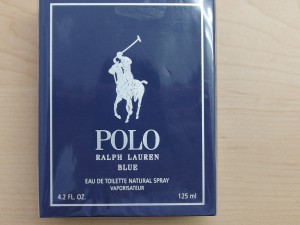 POLO
RALPH LAUREN
BLUE
EAU DE TOILETTE NATURAL SPRAY
VAPORISATEUR
4.2 FL. OZ. 125 ml